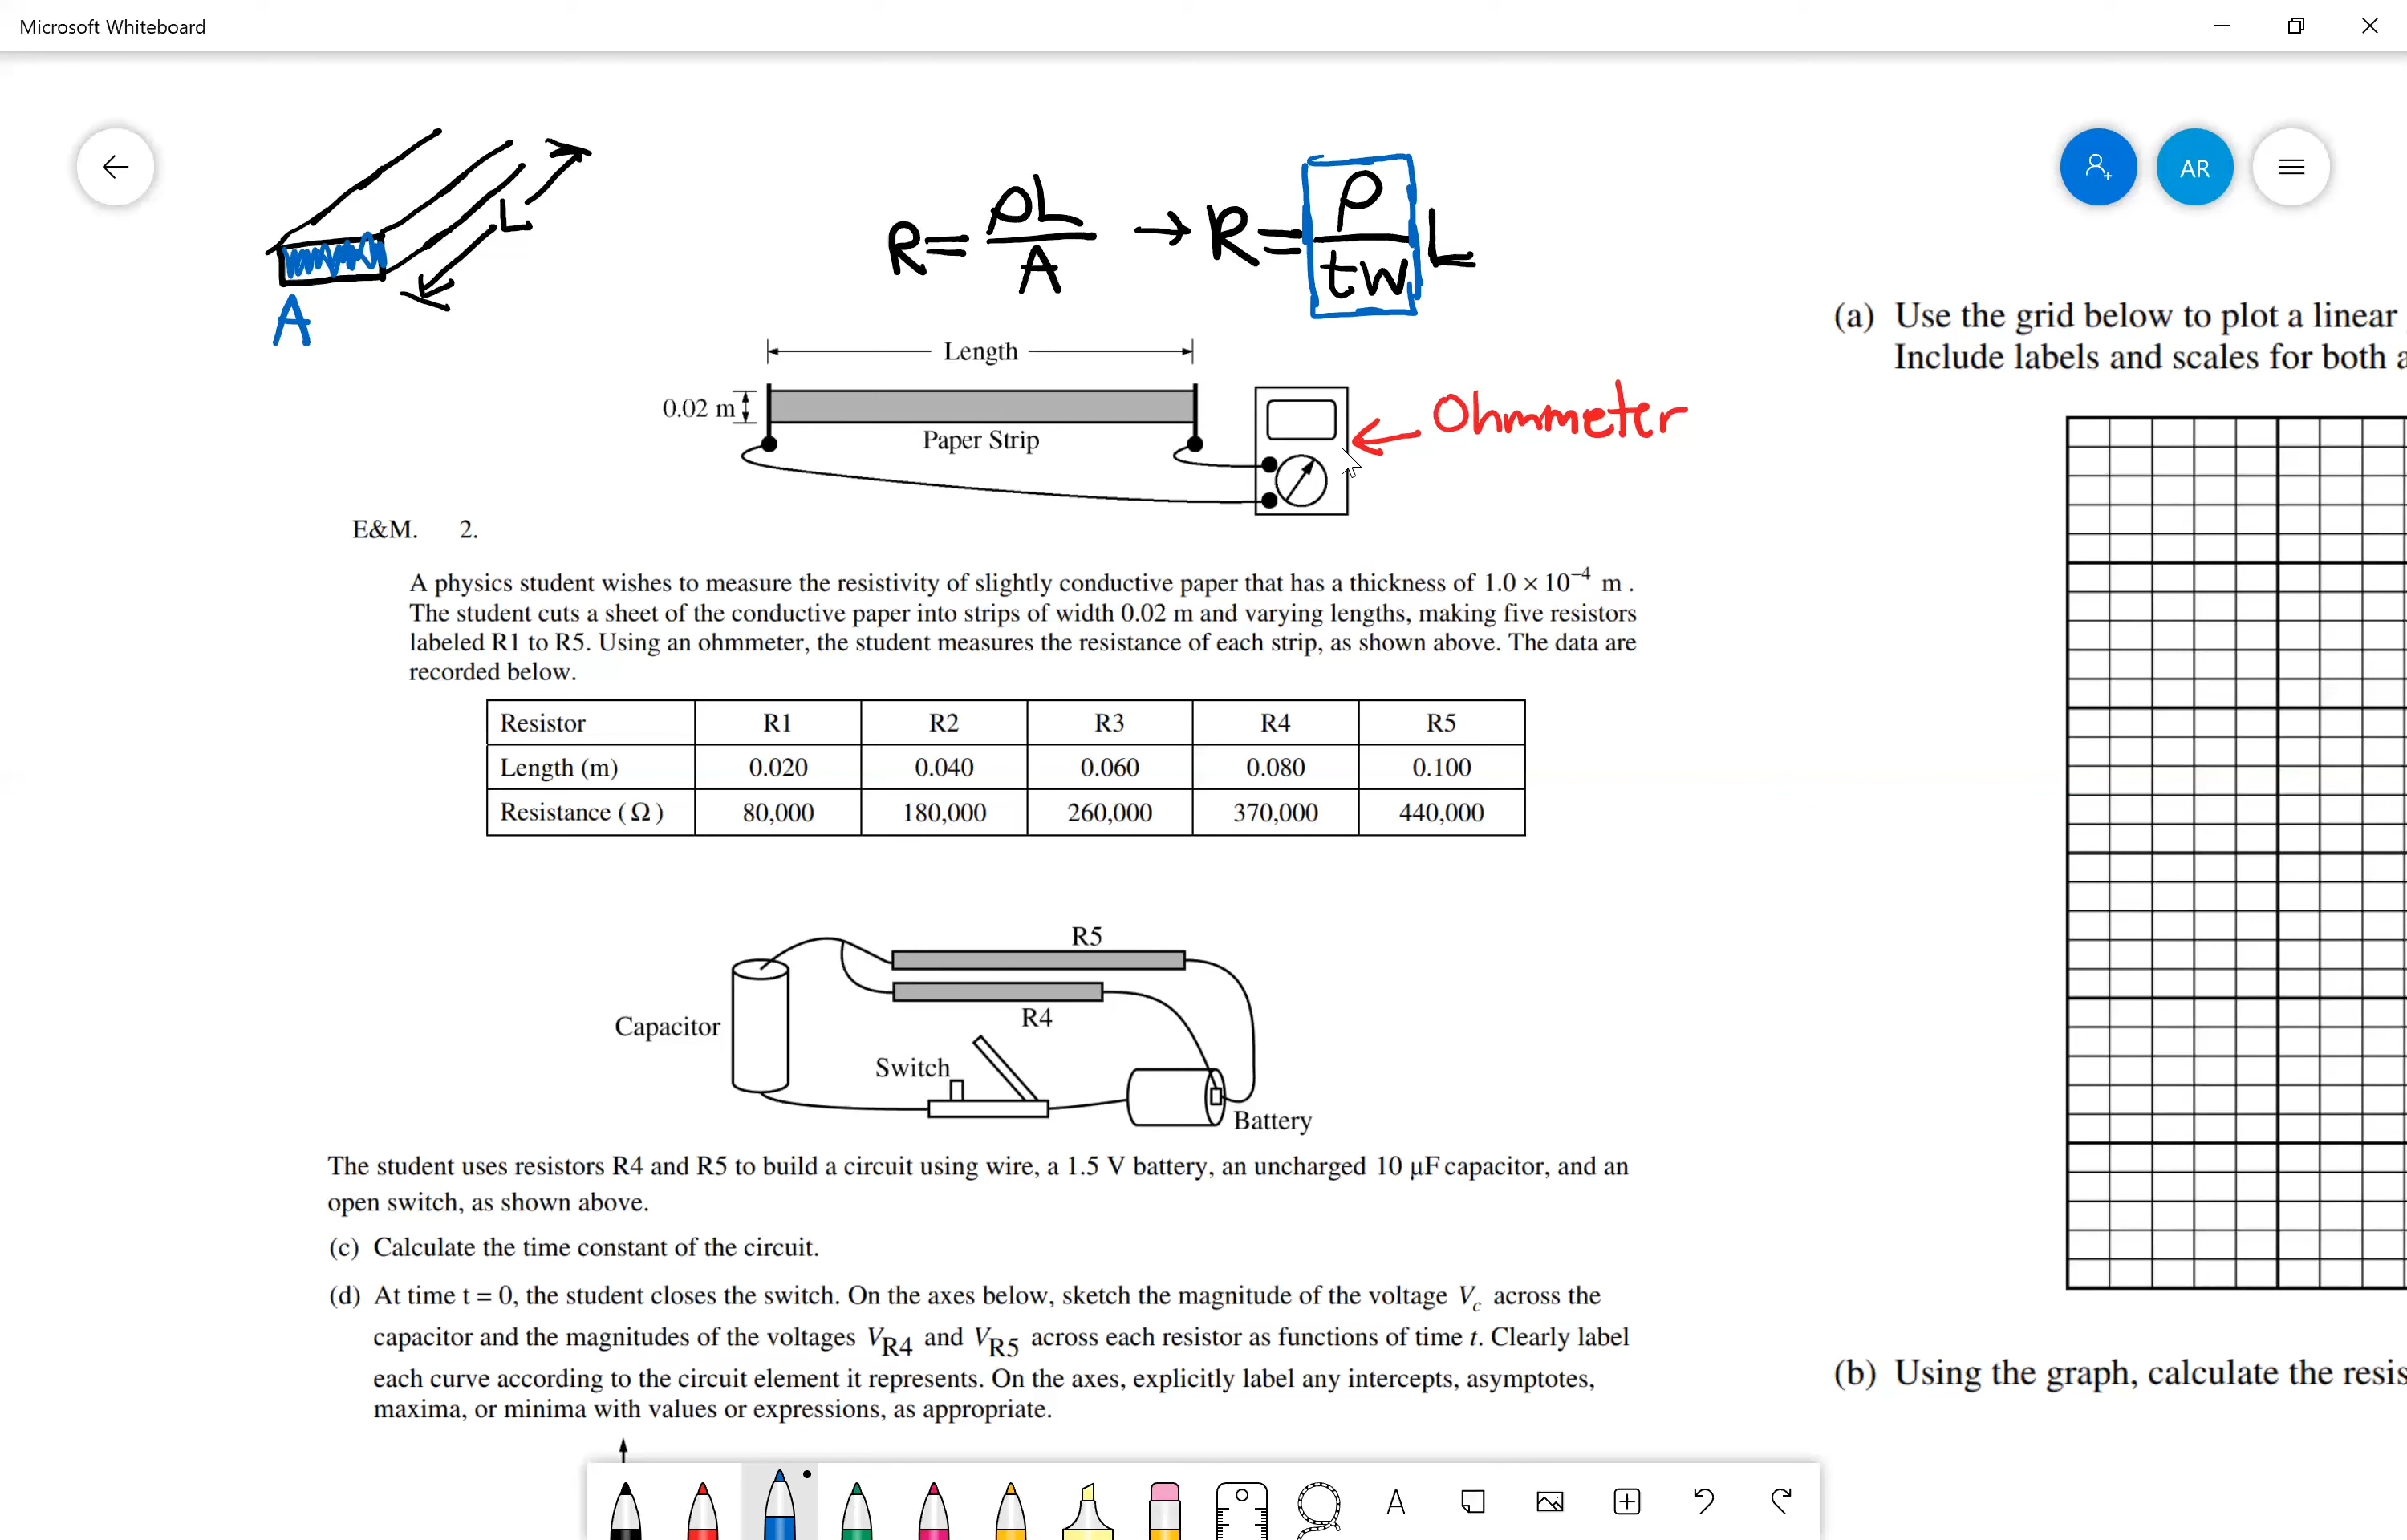 Microsoft Whiteboard
AR
L
A
R = ρL/A → R = ρ/tw L
Length
0.02 m
Paper Strip
Ohmmeter
E&M. 2.
A physics student wishes to measure the resistivity of slightly conductive paper that has a thickness of 1.0 × 10⁻⁴ m .
The student cuts a sheet of the conductive paper into strips of width 0.02 m and varying lengths, making five resistors
labeled R1 to R5. Using an ohmmeter, the student measures the resistance of each strip, as shown above. The data are
recorded below.
Resistor R1 R2 R3 R4 R5
Length (m) 0.020 0.040 0.060 0.080 0.100
Resistance ( Ω ) 80,000 180,000 260,000 370,000 440,000
R5
R4
Capacitor
Switch
Battery
The student uses resistors R4 and R5 to build a circuit using wire, a 1.5 V battery, an uncharged 10 μF capacitor, and an
open switch, as shown above.
(c) Calculate the time constant of the circuit.
(d) At time t = 0, the student closes the switch. On the axes below, sketch the magnitude of the voltage Vc across the
capacitor and the magnitudes of the voltages VR4 and VR5 across each resistor as functions of time t. Clearly label
each curve according to the circuit element it represents. On the axes, explicitly label any intercepts, asymptotes,
maxima, or minima with values or expressions, as appropriate.
(a) Use the grid below to plot a linear
Include labels and scales for both a
(b) Using the graph, calculate the resis
A